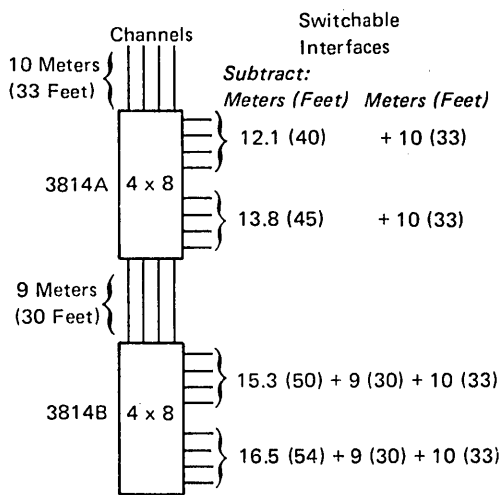 Channels
Switchable
Interfaces
10 Meters
(33 Feet)
Subtract:
Meters (Feet) Meters (Feet)
12.1 (40) + 10 (33)
3814A 4 x 8
13.8 (45) + 10 (33)
9 Meters
(30 Feet)
15.3 (50) + 9 (30) + 10 (33)
3814B 4 x 8
16.5 (54) + 9 (30) + 10 (33)